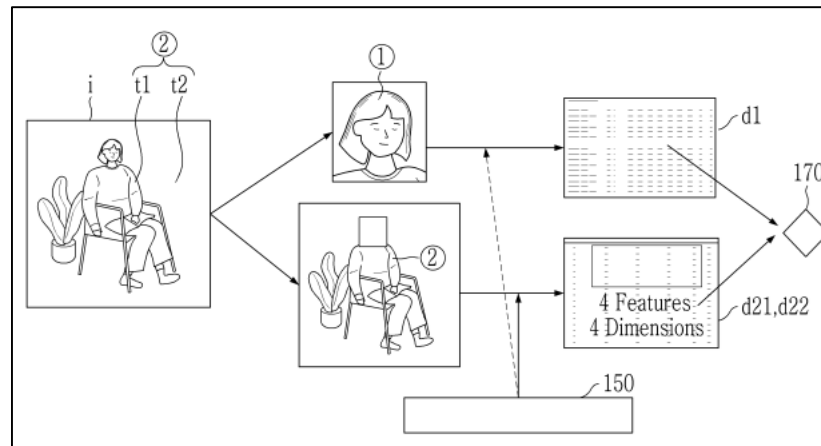 ②
i t1 t2
①
d1
170
②
4 Features
4 Dimensions
d21,d22
150